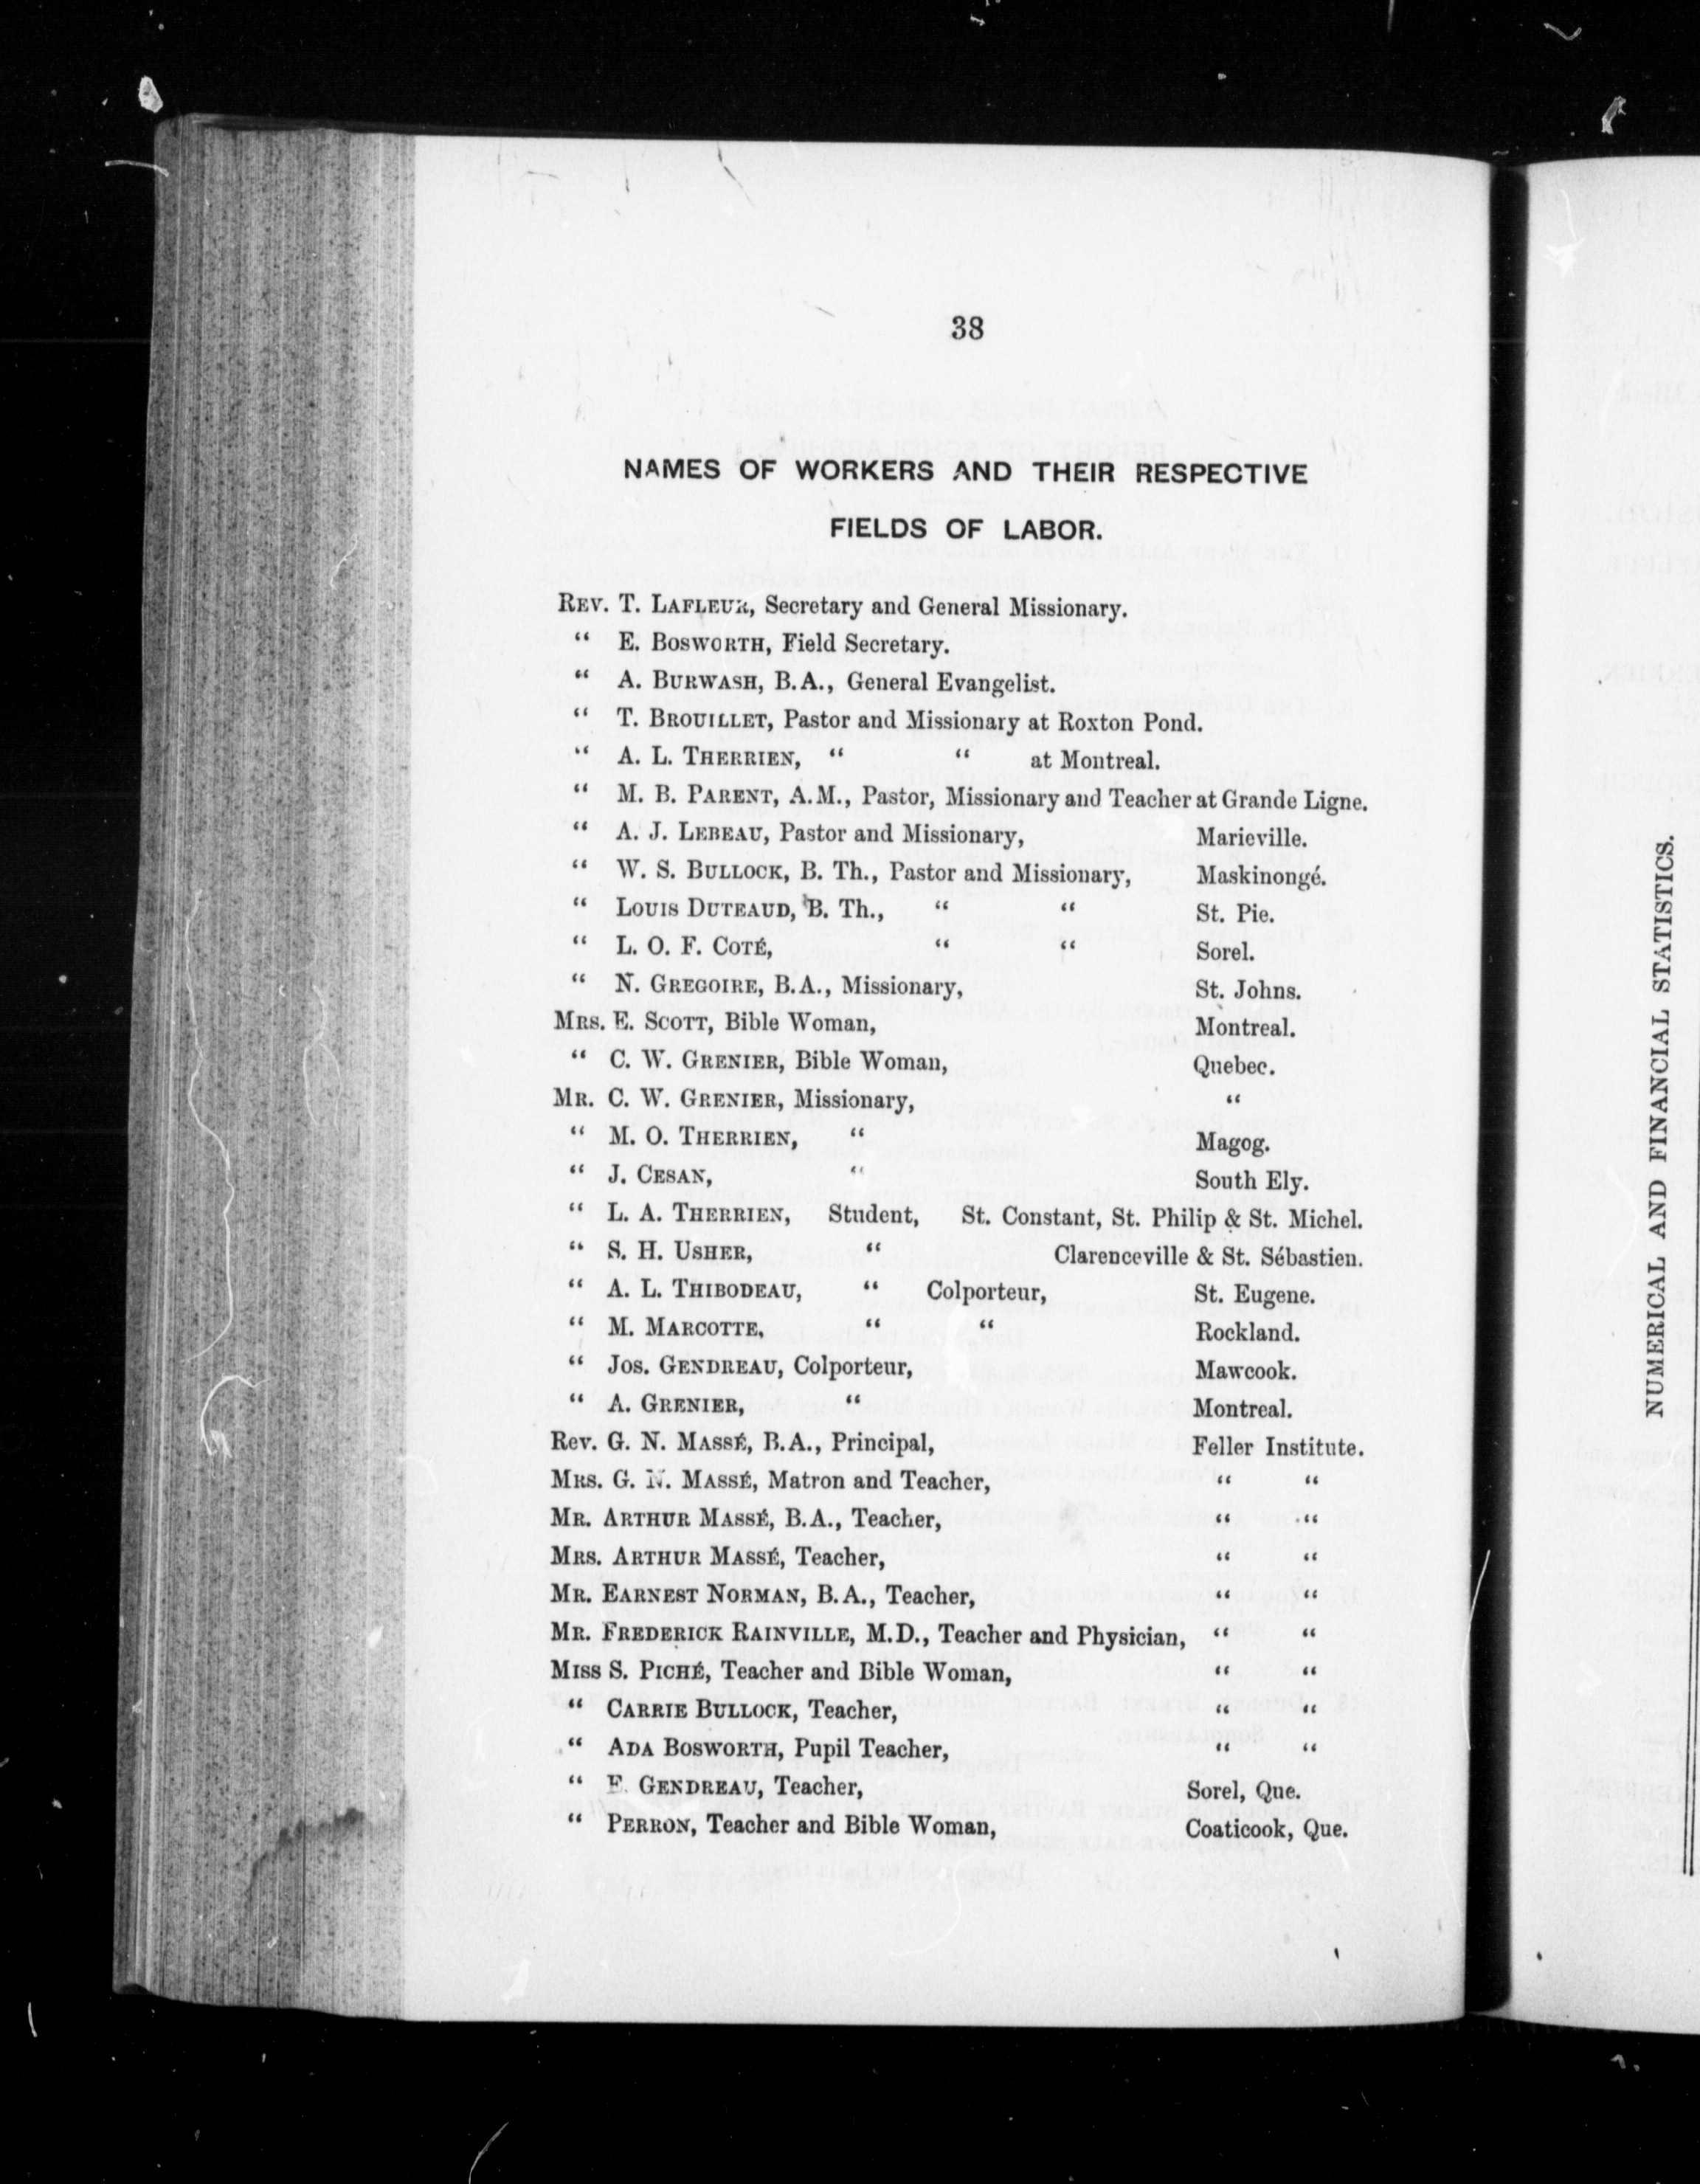 38
NAMES OF WORKERS AND THEIR RESPECTIVE
FIELDS OF LABOR.
REV. T. LAFLEUR, Secretary and General Missionary.
“ E. BOSWORTH, Field Secretary.
“ A. BURWASH, B.A., General Evangelist.
“ T. BROUILLET, Pastor and Missionary at Roxton Pond.
“ A. L. THERRIEN, “ “ at Montreal.
“ M. B. PARENT, A.M., Pastor, Missionary and Teacher at Grande Ligne.
“ A. J. LEBEAU, Pastor and Missionary, Marieville.
“ W. S. BULLOCK, B. Th., Pastor and Missionary, Maskinongé.
“ LOUIS DUTEAUD, B. Th., “ “ St. Pie.
“ L. O. F. COTÉ, “ “ Sorel.
“ N. GREGOIRE, B.A., Missionary, St. Johns.
MRS. E. SCOTT, Bible Woman, Montreal.
“ C. W. GRENIER, Bible Woman, Quebec.
MR. C. W. GRENIER, Missionary, “
“ M. O. THERRIEN, “ Magog.
“ J. CESAN, “ South Ely.
“ L. A. THERRIEN, Student, St. Constant, St. Philip & St. Michel.
“ S. H. USHER, “ Clarenceville & St. Sébastien.
“ A. L. THIBODEAU, “ Colporteur, St. Eugene.
“ M. MARCOTTE, “ “ Rockland.
“ JOS. GENDREAU, Colporteur, Mawcook.
“ A. GRENIER, “ Montreal.
Rev. G. N. MASSÉ, B.A., Principal, Feller Institute.
MRS. G. N. MASSÉ, Matron and Teacher, “ “
MR. ARTHUR MASSÉ, B.A., Teacher, “ “
MRS. ARTHUR MASSÉ, Teacher, “ “
MR. EARNEST NORMAN, B.A., Teacher, “ “
MR. FREDERICK RAINVILLE, M.D., Teacher and Physician, “ “
MISS S. PICHÉ, Teacher and Bible Woman, “ “
“ CARRIE BULLOCK, Teacher, “ “
“ ADA BOSWORTH, Pupil Teacher, “ “
“ E. GENDREAU, Teacher, Sorel, Que.
“ PERRON, Teacher and Bible Woman, Coaticook, Que.
NUMERICAL AND FINANCIAL STATISTICS.